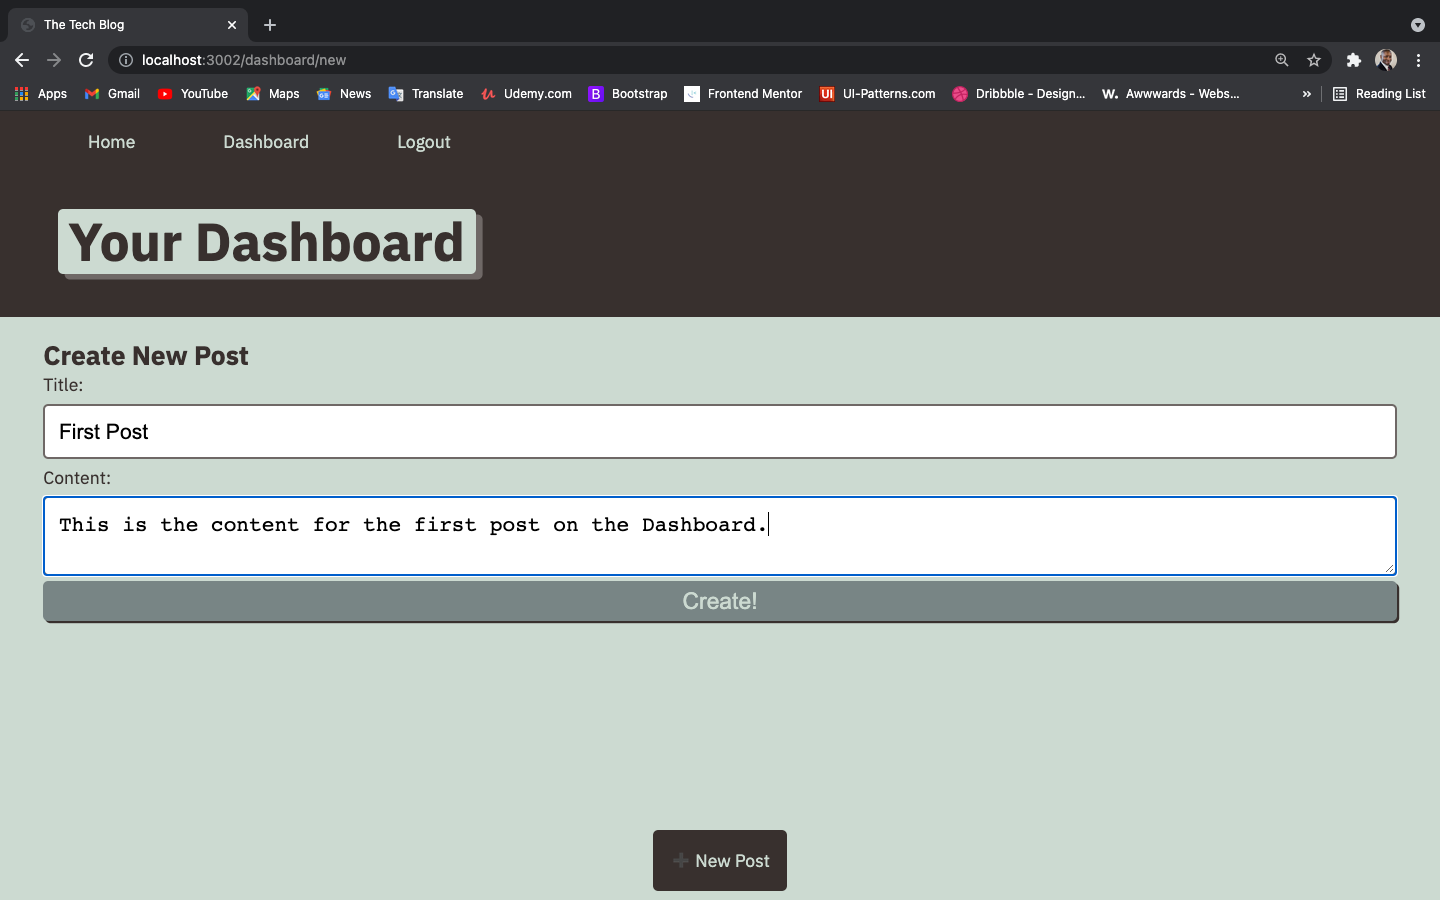 The Tech Blog
localhost:3002/dashboard/new
Apps Gmail YouTube Maps News Translate Udemy.com B Bootstrap Frontend Mentor UI UI-Patterns.com Dribbble - Design... W. Awwwards - Webs... » Reading List
Home Dashboard Logout
Your Dashboard
Create New Post
Title:
First Post
Content:
This is the content for the first post on the Dashboard.
Create!
New Post